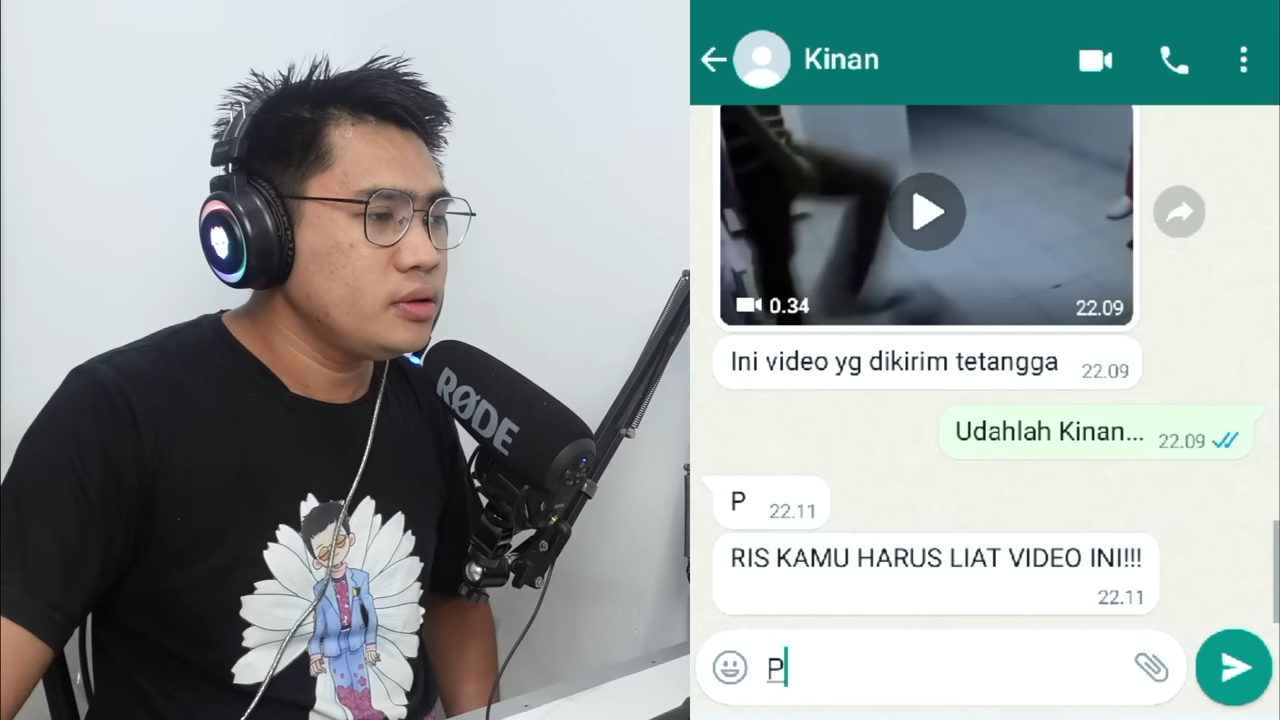 Kinan
0.34
22.09
Ini video yg dikirim tetangga 22.09
Udahlah Kinan... 22.09
RØDE
P 22.11
RIS KAMU HARUS LIAT VIDEO INI!!!
22.11
P